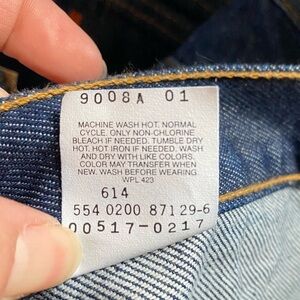 9008A 01
MACHINE WASH HOT. NORMAL
CYCLE. ONLY NON-CHLORINE
BLEACH IF NEEDED. TUMBLE DRY
HOT. HOT IRON IF NEEDED. WASH
AND DRY WITH LIKE COLORS.
COLOR MAY TRANSFER WHEN
NEW. WASH BEFORE WEARING
WPL 423
614
554 0200 87129-6
00517-0217